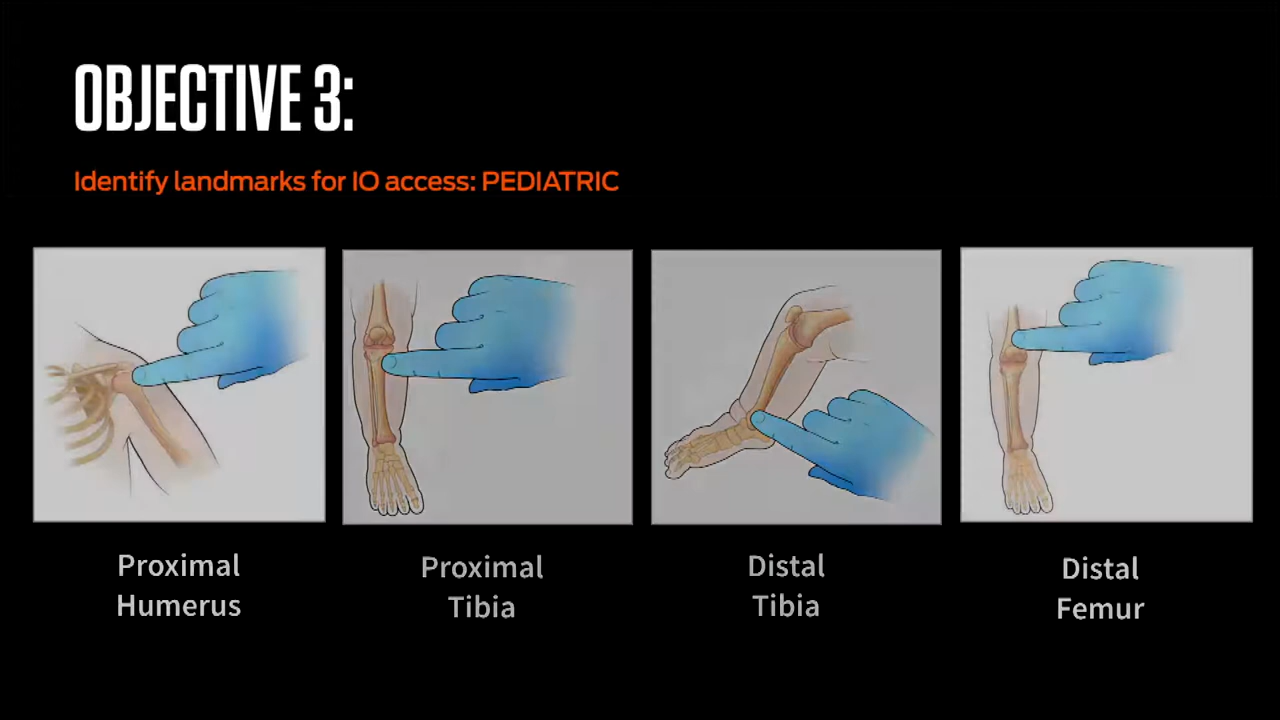 OBJECTIVE 3:
Identify landmarks for IO access: PEDIATRIC
Proximal
Humerus
Proximal
Tibia
Distal
Tibia
Distal
Femur